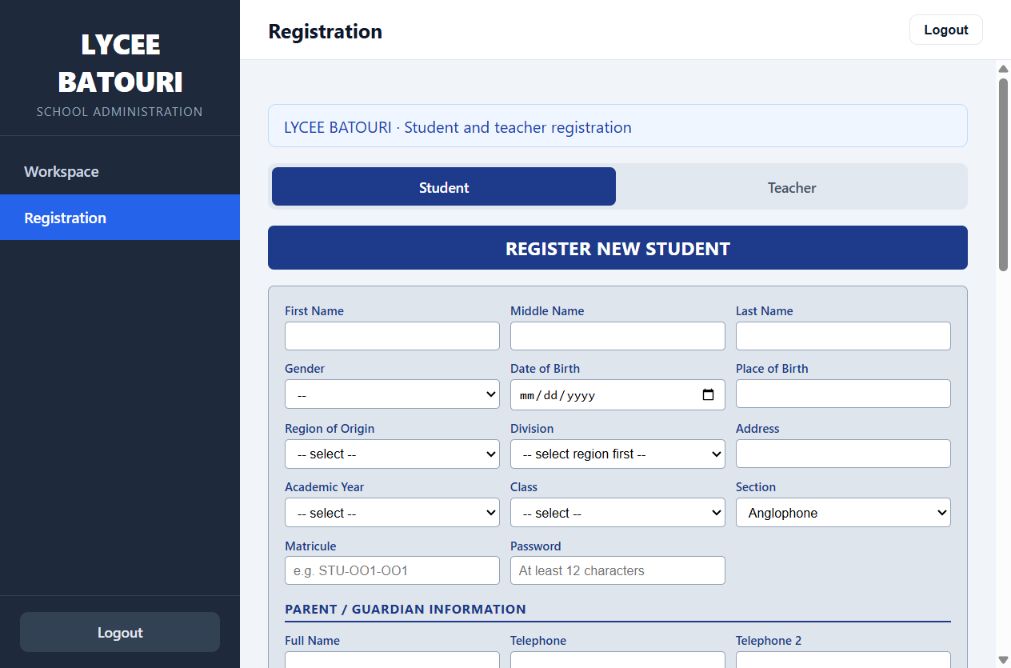 LYCEE
BATOURI
SCHOOL ADMINISTRATION
Workspace
Registration
Logout
Registration
Logout
LYCEE BATOURI · Student and teacher registration
Student
Teacher
REGISTER NEW STUDENT
First Name
Middle Name
Last Name
Gender
Date of Birth
Place of Birth
--
mm/dd/yyyy
Region of Origin
Division
Address
-- select --
-- select region first --
Academic Year
Class
Section
-- select --
-- select --
Anglophone
Matricule
Password
e.g. STU-001-001
At least 12 characters
PARENT / GUARDIAN INFORMATION
Full Name
Telephone
Telephone 2